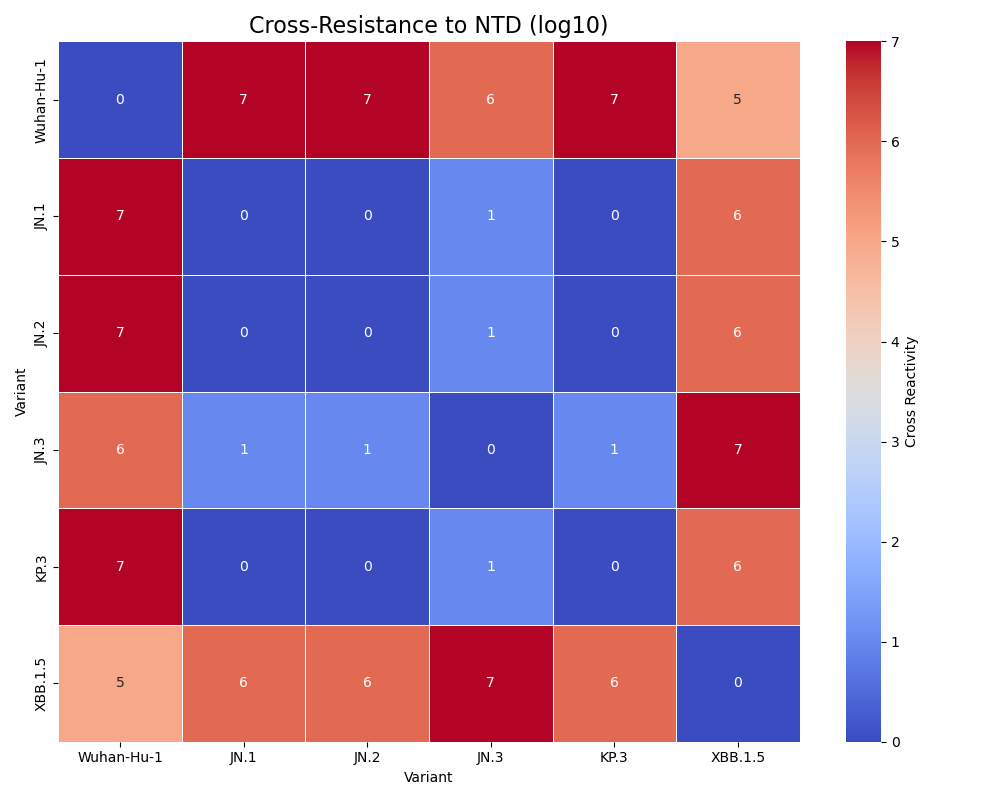 Cross-Resistance to NTD (log10)
Wuhan-Hu-1 0 7 7 6 7 5
JN.1 7 0 0 1 0 6
JN.2 7 0 0 1 0 6
JN.3 6 1 1 0 1 7
KP.3 7 0 0 1 0 6
XBB.1.5 5 6 6 7 6 0
Wuhan-Hu-1 JN.1 JN.2 JN.3 KP.3 XBB.1.5
Variant
Variant
7
6
5
4
3
2
1
0
Cross Reactivity